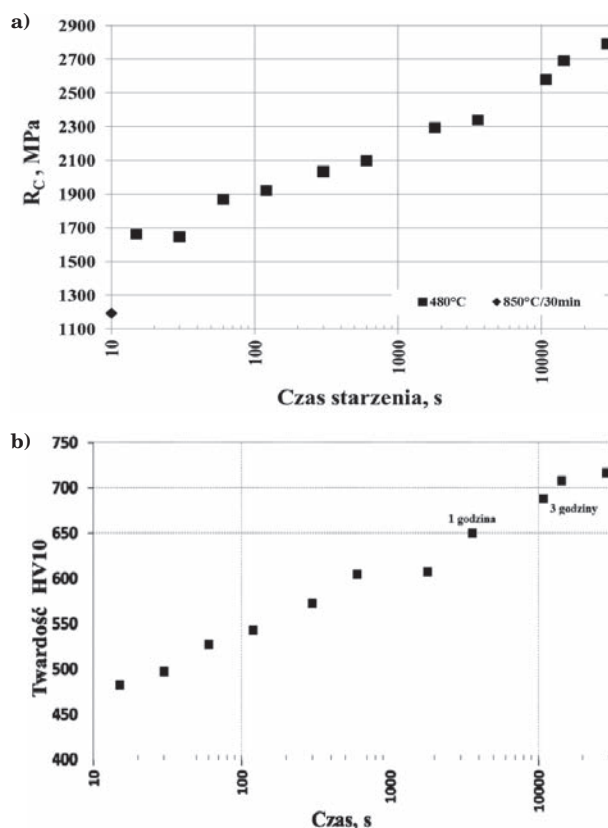 a)
2900
2700
2500
2300
2100
1900
1700
1500
1300
1100
R_C, MPa
480°C 850°C/30min
10 100 1000 10000
Czas starzenia, s
b)
750
700
650
600
550
500
450
400
Twardość HV10
1 godzina
3 godziny
10 100 1000 10000
Czas, s